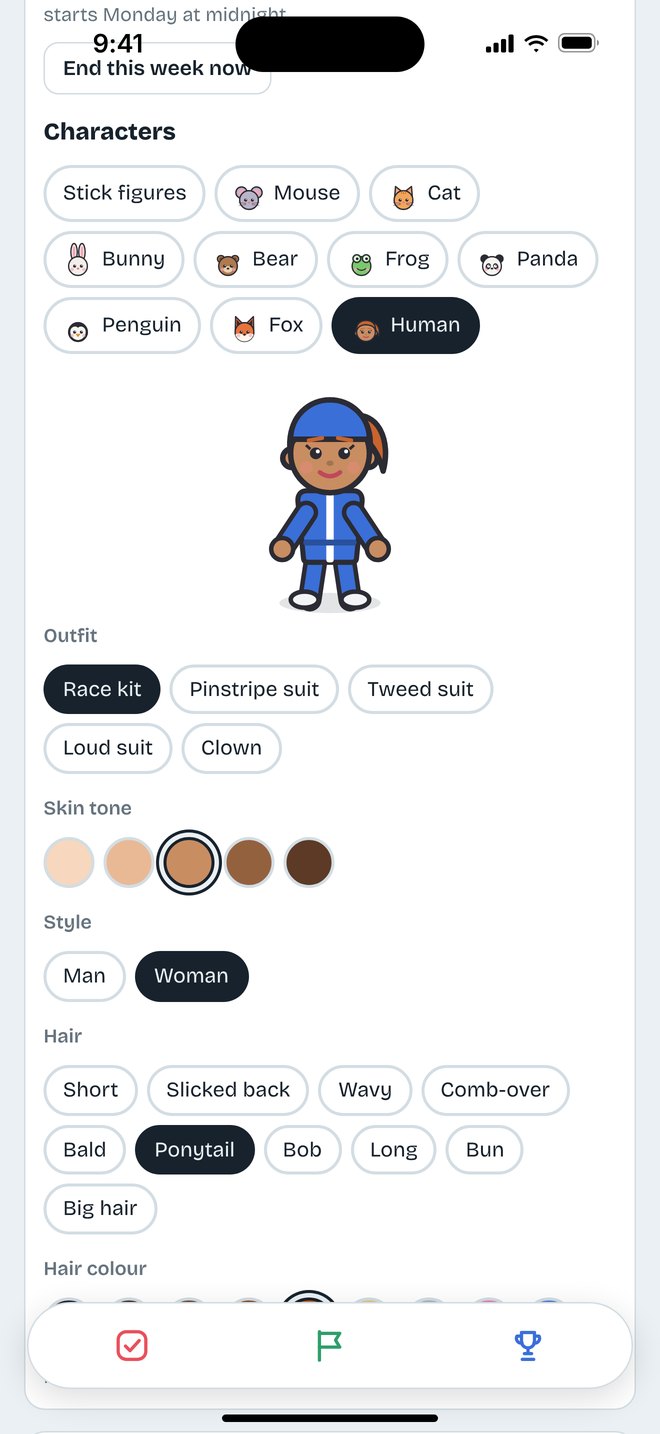 starts Monday at midnight
9:41
End this week now
Characters
Stick figures Mouse Cat
Bunny Bear Frog Panda
Penguin Fox Human
Outfit
Race kit Pinstripe suit Tweed suit
Loud suit Clown
Skin tone
Style
Man Woman
Hair
Short Slicked back Wavy Comb-over
Bald Ponytail Bob Long Bun
Big hair
Hair colour